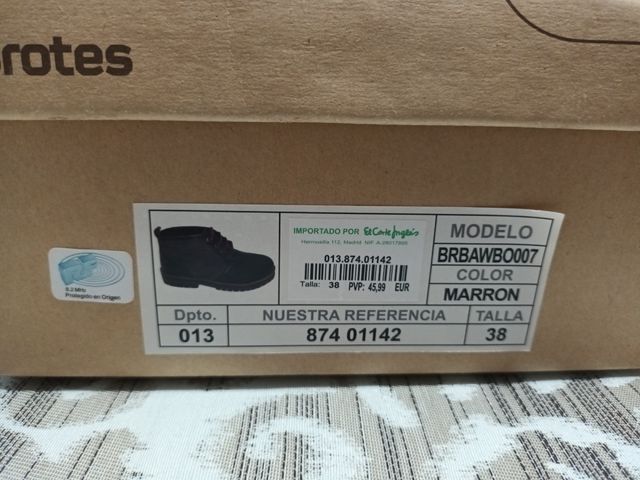 Brotes
8.2 MHz
Protegido en Origen
IMPORTADO POR El Corte Inglés
Hermosilla 112, Madrid NIF A-28017895
013.874.01142
Talla: 38 PVP: 45,99 EUR
MODELO
BRBAWBO007
COLOR
MARRON
Dpto.
013
NUESTRA REFERENCIA
874 01142
TALLA
38